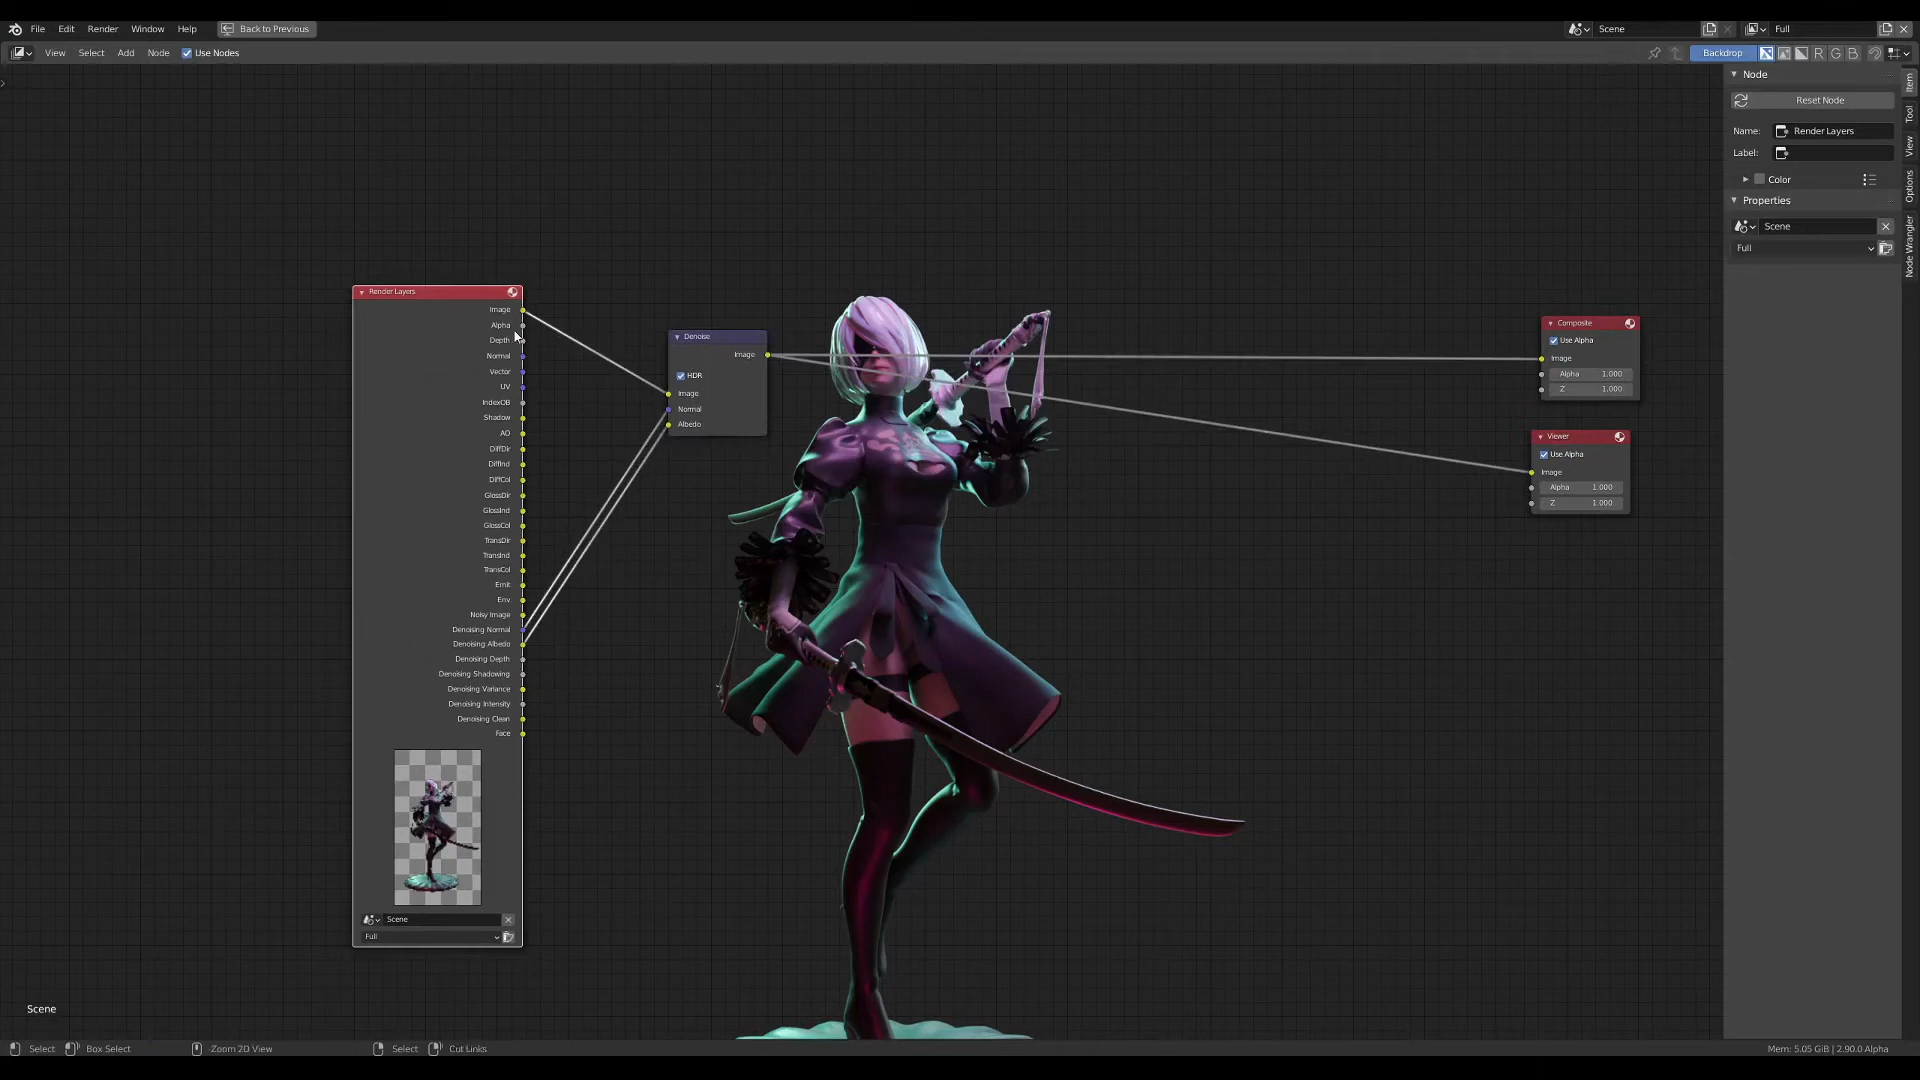 File Edit Render Window Help Back to Previous Scene Full
View Select Add Node Use Nodes Backdrop R G B
Node
Reset Node
Name: Render Layers
Label:
Color
Properties
Scene
Full
Item
Tool
View
Options
Node Wrangler
Render Layers
Image
Alpha
Depth
Normal
Vector
UV
IndexOB
Shadow
AO
DiffDir
DiffInd
DiffCol
GlossDir
GlossInd
GlossCol
TransDir
TransInd
TransCol
Emit
Env
Noisy Image
Denoising Normal
Denoising Albedo
Denoising Depth
Denoising Shadowing
Denoising Variance
Denoising Intensity
Denoising Clean
Face
Scene
Full
Denoise
Image
HDR
Image
Normal
Albedo
Composite
Use Alpha
Image
Alpha 1.000
Z 1.000
Viewer
Use Alpha
Image
Alpha 1.000
Z 1.000
Scene
Select Box Select Zoom 2D View Select Cut Links Mem: 5.05 GiB | 2.90.0 Alpha